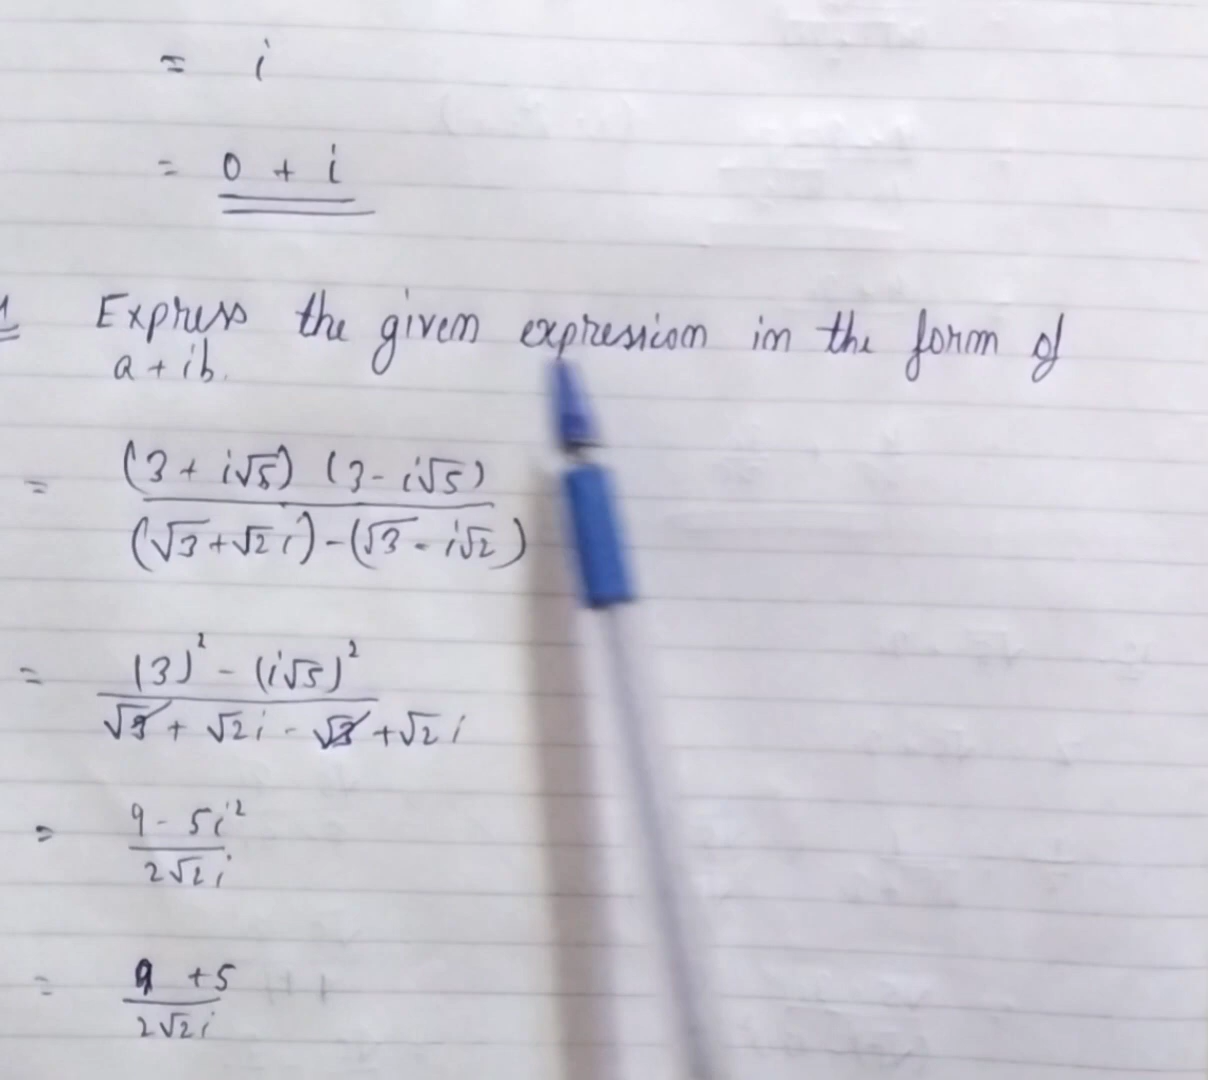 = i
= 0 + i
Express the given expression in the form of
a + ib.
= (3 + i√5) (3 - i√5)
(√3 + √2 i) - (√3 - i√2)
= (3)² - (i√5)²
√3 + √2 i - √3 + √2 i
= 9 - 5i²
2√2 i
= 9 + 5
2√2 i